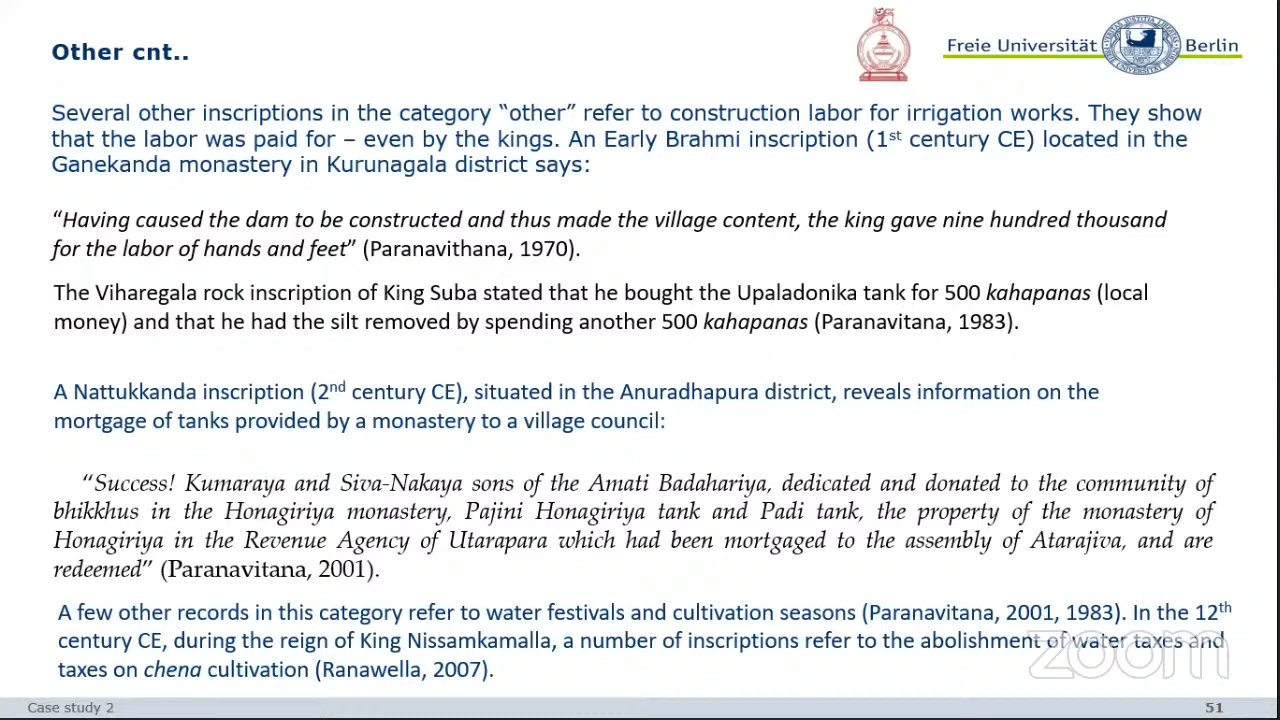 Other cnt..
Freie Universität Berlin
Several other inscriptions in the category “other” refer to construction labor for irrigation works. They show
that the labor was paid for – even by the kings. An Early Brahmi inscription (1st century CE) located in the
Ganekanda monastery in Kurunagala district says:
“Having caused the dam to be constructed and thus made the village content, the king gave nine hundred thousand
for the labor of hands and feet” (Paranavithana, 1970).
The Viharegala rock inscription of King Suba stated that he bought the Upaladonika tank for 500 kahapanas (local
money) and that he had the silt removed by spending another 500 kahapanas (Paranavitana, 1983).
A Nattukkanda inscription (2nd century CE), situated in the Anuradhapura district, reveals information on the
mortgage of tanks provided by a monastery to a village council:
“Success! Kumaraya and Siva-Nakaya sons of the Amati Badahariya, dedicated and donated to the community of
bhikkhus in the Honagiriya monastery, Pajini Honagiriya tank and Padi tank, the property of the monastery of
Honagiriya in the Revenue Agency of Utarapara which had been mortgaged to the assembly of Atarajiva, and are
redeemed” (Paranavitana, 2001).
A few other records in this category refer to water festivals and cultivation seasons (Paranavitana, 2001, 1983). In the 12th
century CE, during the reign of King Nissamkamalla, a number of inscriptions refer to the abolishment of water taxes and
taxes on chena cultivation (Ranawella, 2007).
zoom
Case study 2
51